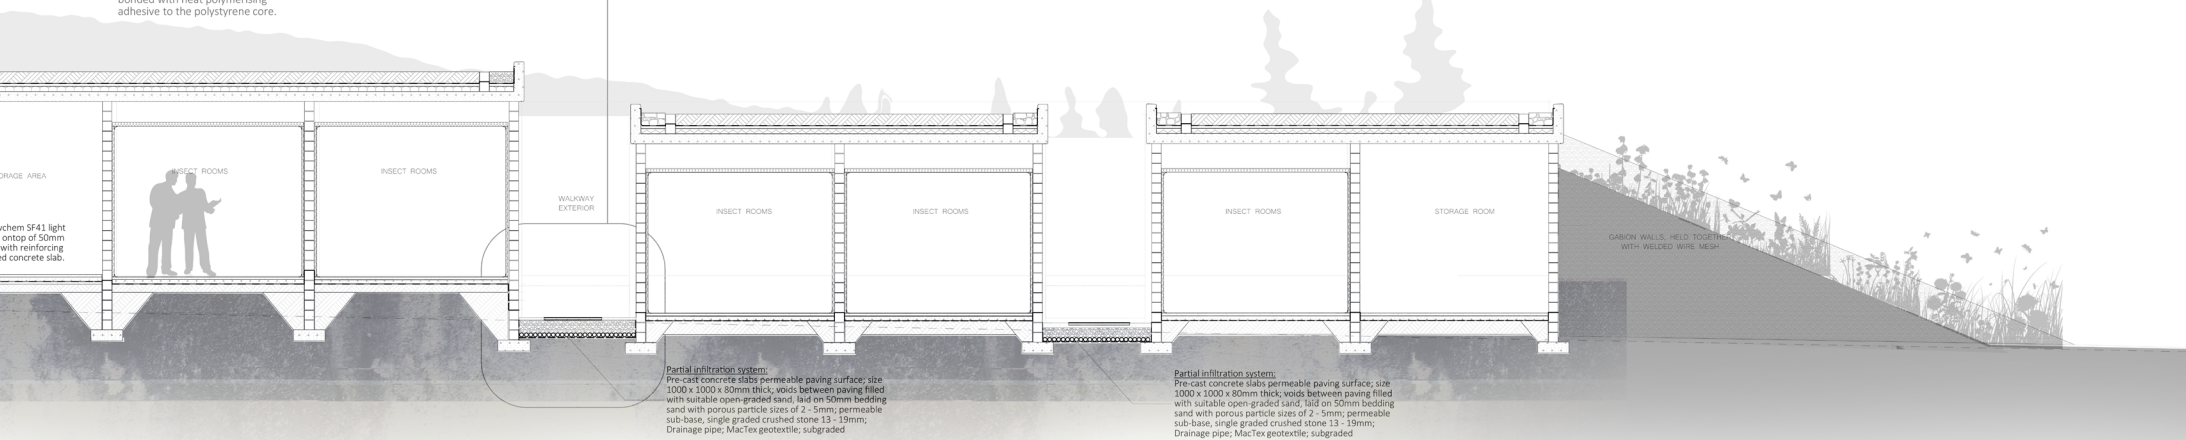 bonded with heat polymerising
adhesive to the polystyrene core.
ORAGE AREA
INSECT ROOMS
INSECT ROOMS
ychem SF41 light
ontop of 50mm
with reinforcing
ed concrete slab.
WALKWAY
EXTERIOR
INSECT ROOMS
INSECT ROOMS
INSECT ROOMS
STORAGE ROOM
GABION WALLS, HELD TOGETHER
WITH WELDED WIRE MESH
Partial infiltration system:
Pre-cast concrete slabs permeable paving surface; size
1000 x 1000 x 80mm thick; voids between paving filled
with suitable open-graded sand, laid on 50mm bedding
sand with porous particle sizes of 2 - 5mm; permeable
sub-base, single graded crushed stone 13 - 19mm;
Drainage pipe; MacTex geotextile; subgraded
Partial infiltration system:
Pre-cast concrete slabs permeable paving surface; size
1000 x 1000 x 80mm thick; voids between paving filled
with suitable open-graded sand, laid on 50mm bedding
sand with porous particle sizes of 2 - 5mm; permeable
sub-base, single graded crushed stone 13 - 19mm;
Drainage pipe; MacTex geotextile; subgraded